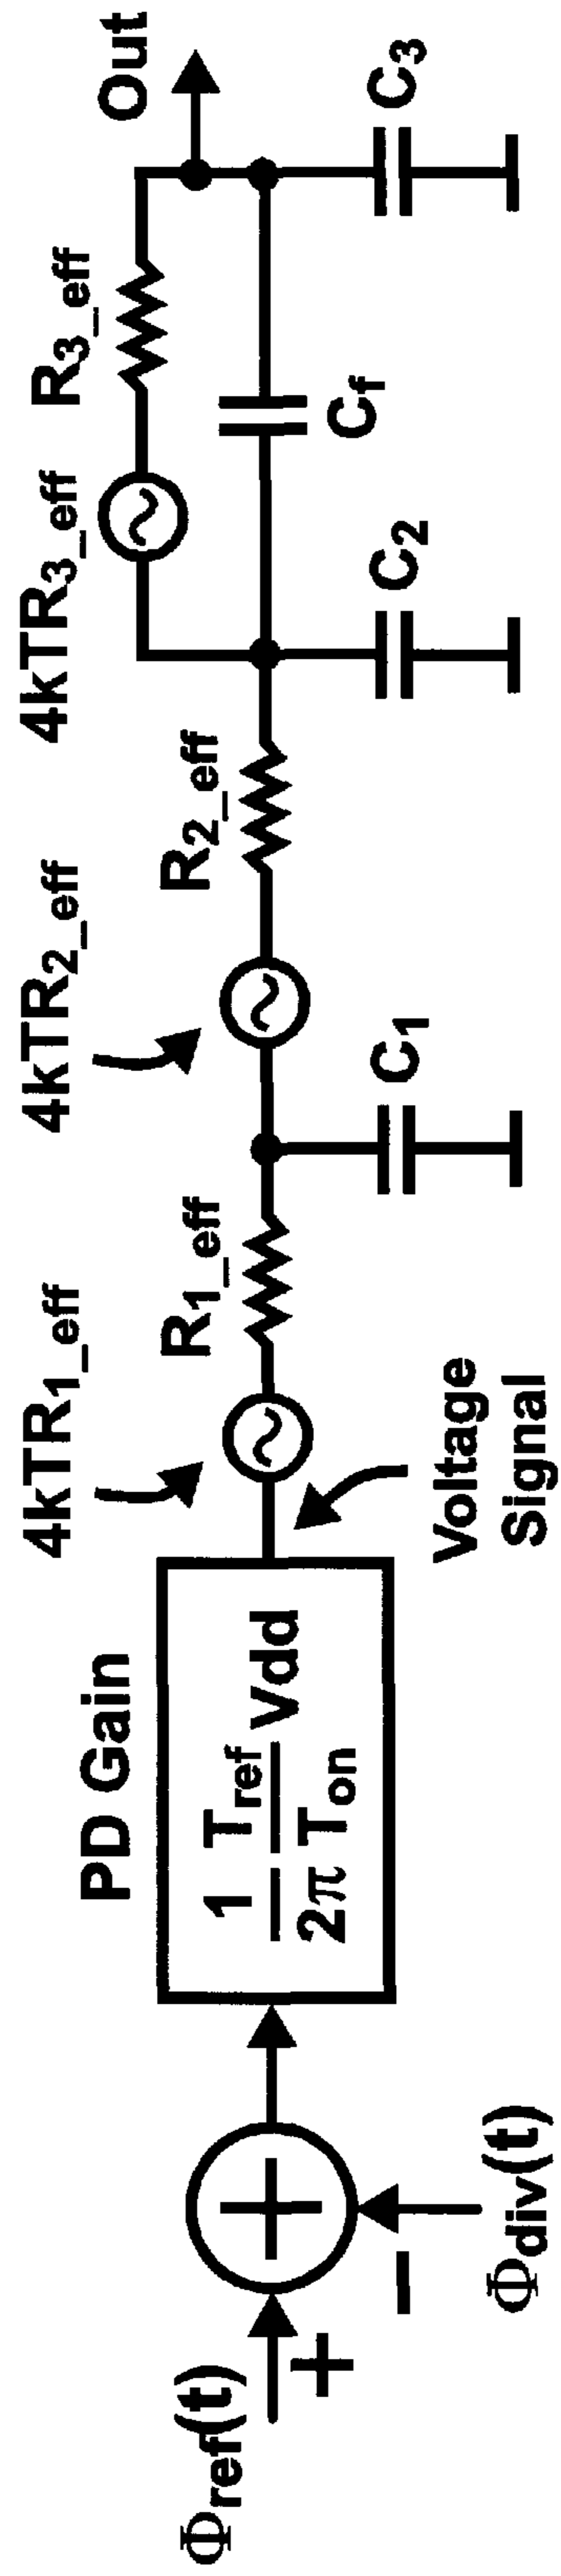 Φref(t)
+
−
Φdiv(t)
PD Gain
1 Tref
2π Ton
Vdd
Voltage
Signal
4kTR1_eff
R1_eff
C1
4kTR2_eff
R2_eff
C2
4kTR3_eff
R3_eff
Cf
C3
Out